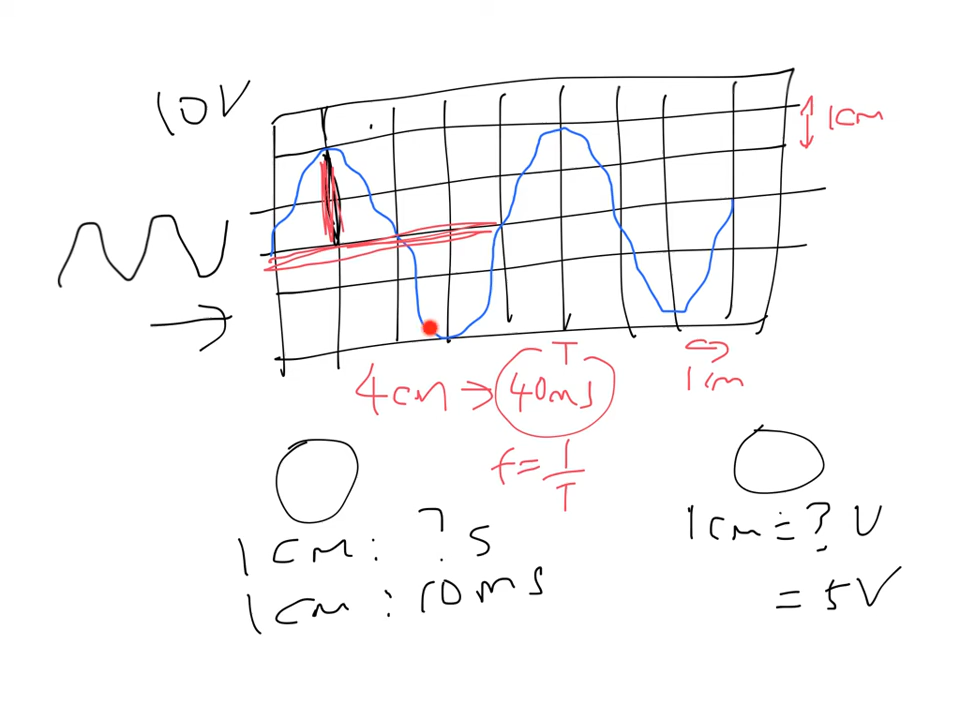 10V
1cm
T
4cm → 40ms
1cm
f = 1/T
1cm : ? s
1cm : 10ms
1cm = ? V
= 5V